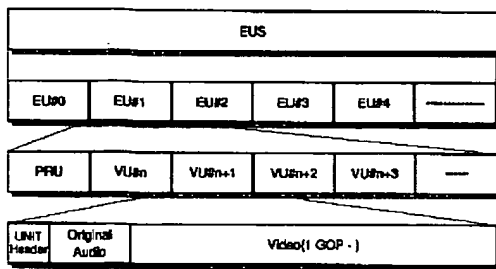 EUS
EU#0 EU#1 EU#2 EU#3 EU#4
PRU VU#n VU#n+1 VU#n+2 VU#n+3
UNIT Header Original Audio Video(1 GOP - )